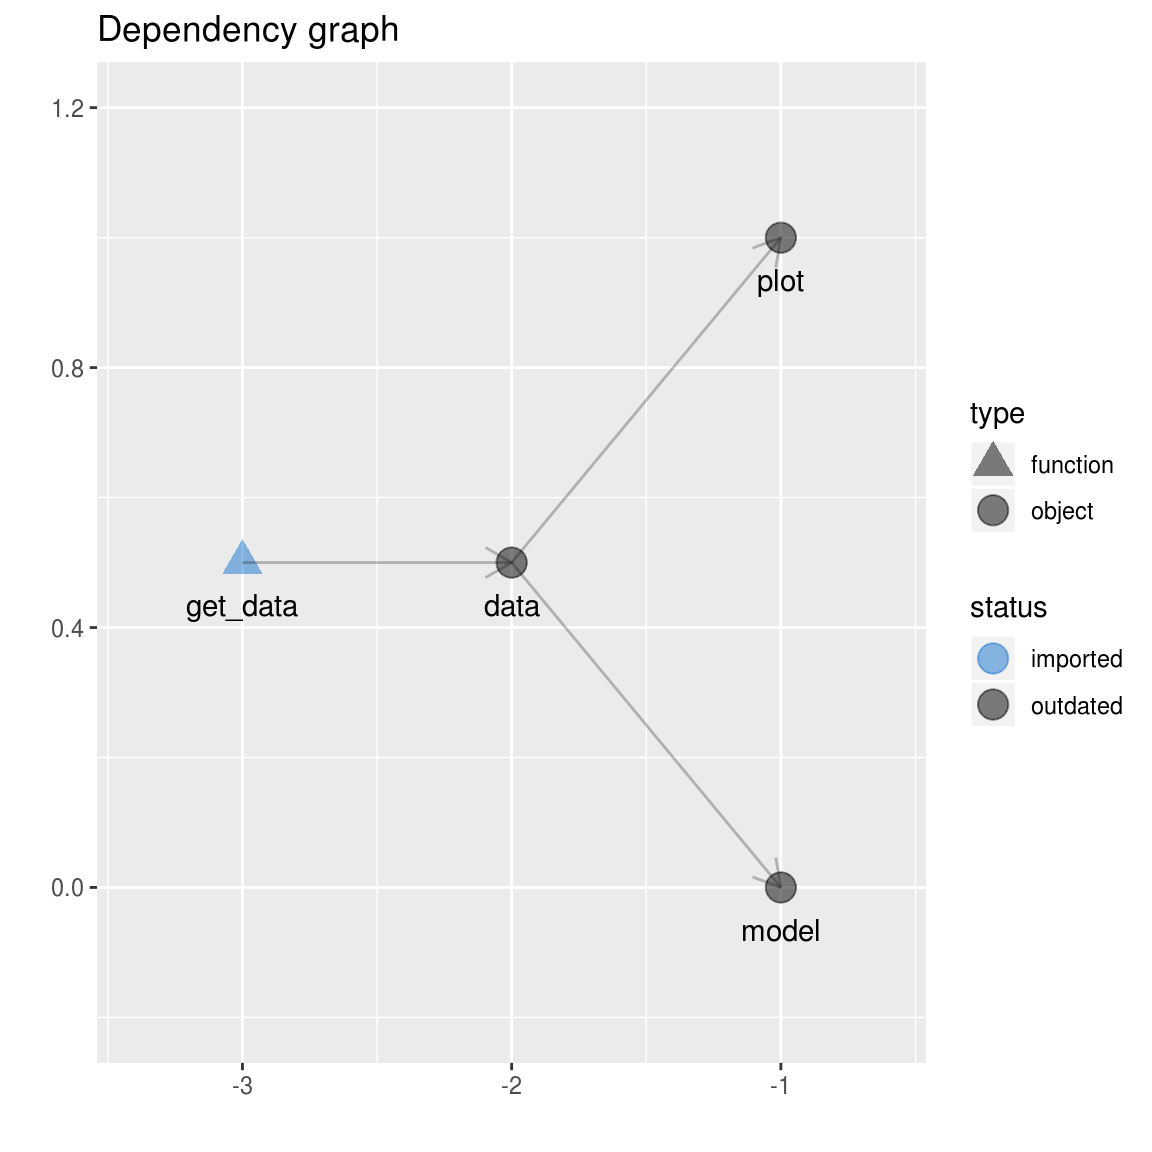 Dependency graph
1.2
0.8
0.4
0.0
plot
get_data
data
model
-3
-2
-1
type
function
object
status
imported
outdated